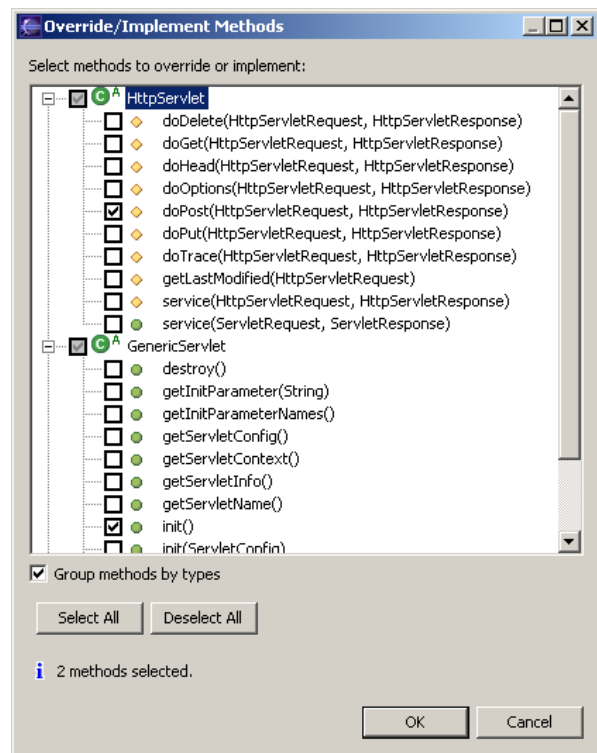 Override/Implement Methods
Select methods to override or implement:
C A HttpServlet
doDelete(HttpServletRequest, HttpServletResponse)
doGet(HttpServletRequest, HttpServletResponse)
doHead(HttpServletRequest, HttpServletResponse)
doOptions(HttpServletRequest, HttpServletResponse)
doPost(HttpServletRequest, HttpServletResponse)
doPut(HttpServletRequest, HttpServletResponse)
doTrace(HttpServletRequest, HttpServletResponse)
getLastModified(HttpServletRequest)
service(HttpServletRequest, HttpServletResponse)
service(ServletRequest, ServletResponse)
C A GenericServlet
destroy()
getInitParameter(String)
getInitParameterNames()
getServletConfig()
getServletContext()
getServletInfo()
getServletName()
init()
init(ServletConfig)
Group methods by types
Select All Deselect All
i 2 methods selected.
OK Cancel